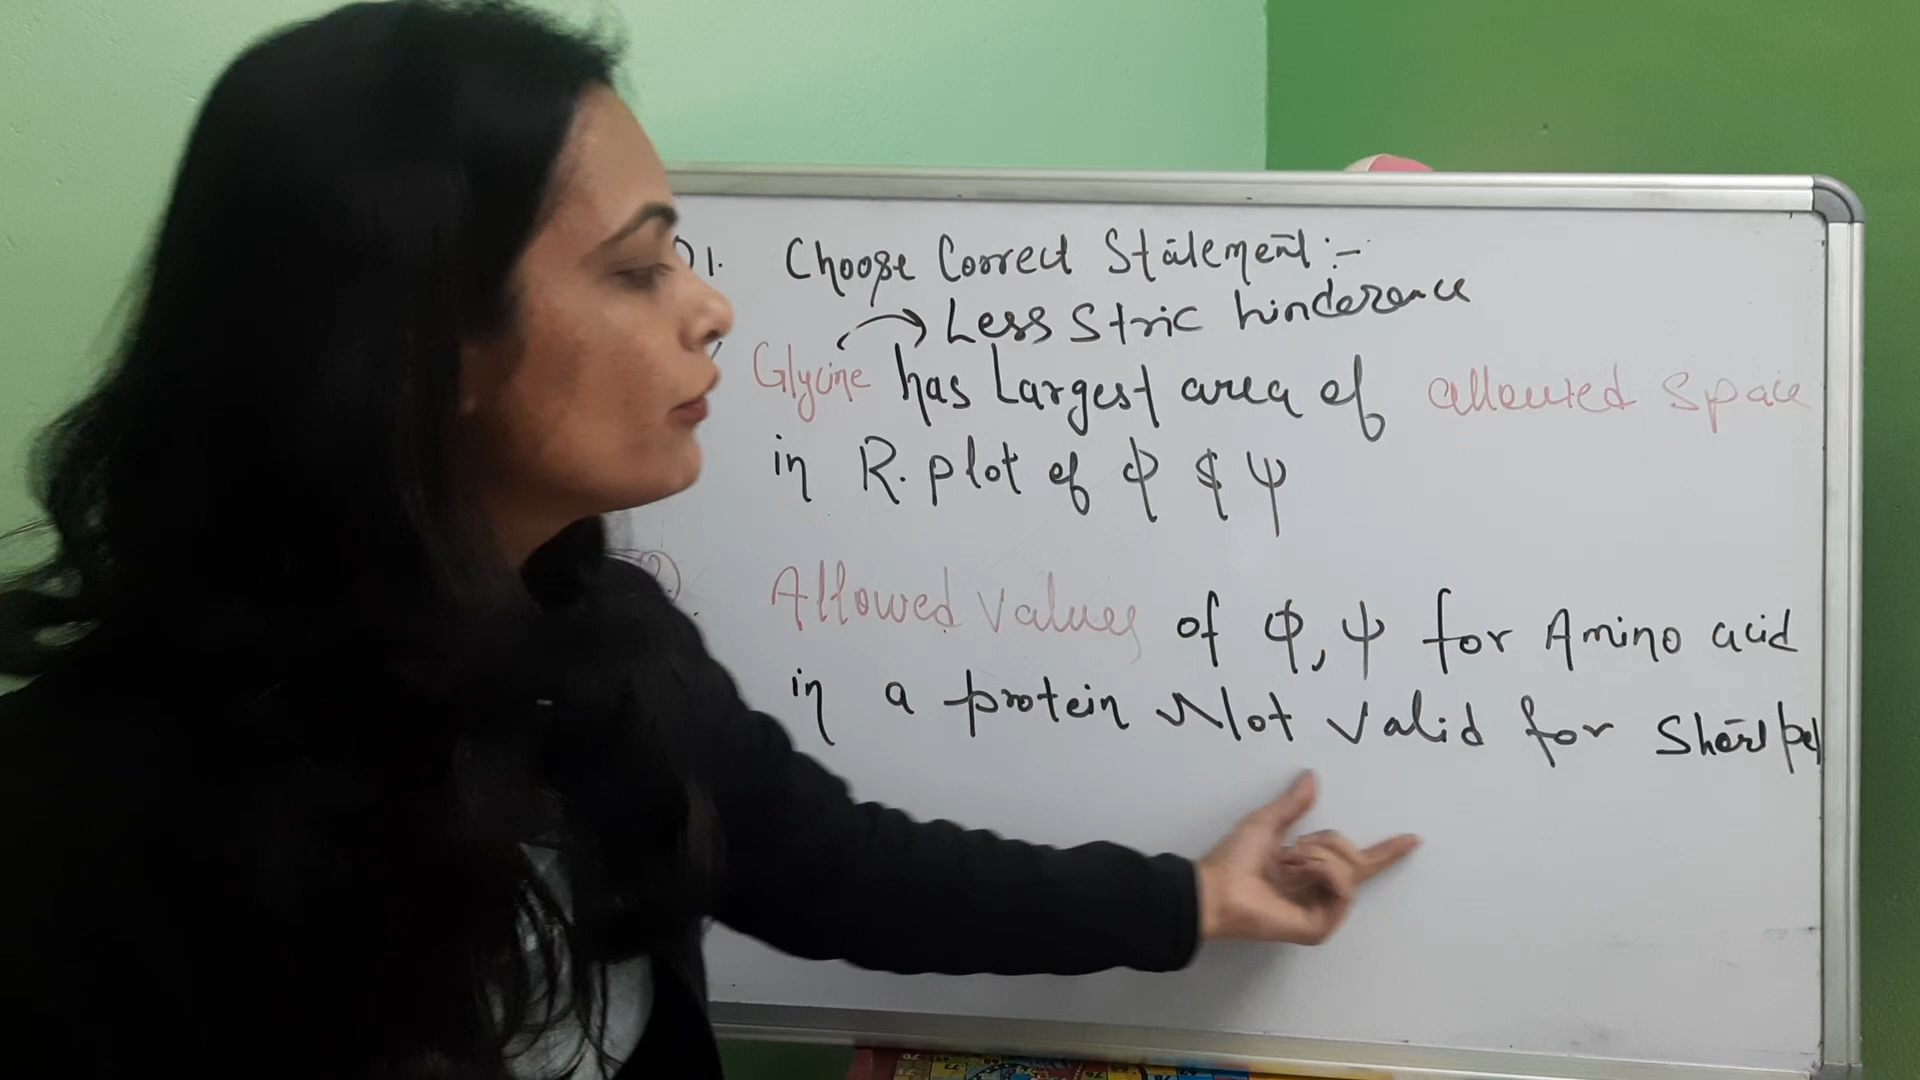 Q1. Choose Correct Statement :-
→ Less Stric hinderence
Glycine has Largest area of allowed Space
in R. plot of Φ & Ψ
2. Allowed Values of Φ, Ψ for Amino acid
in a protein Not Valid for Short